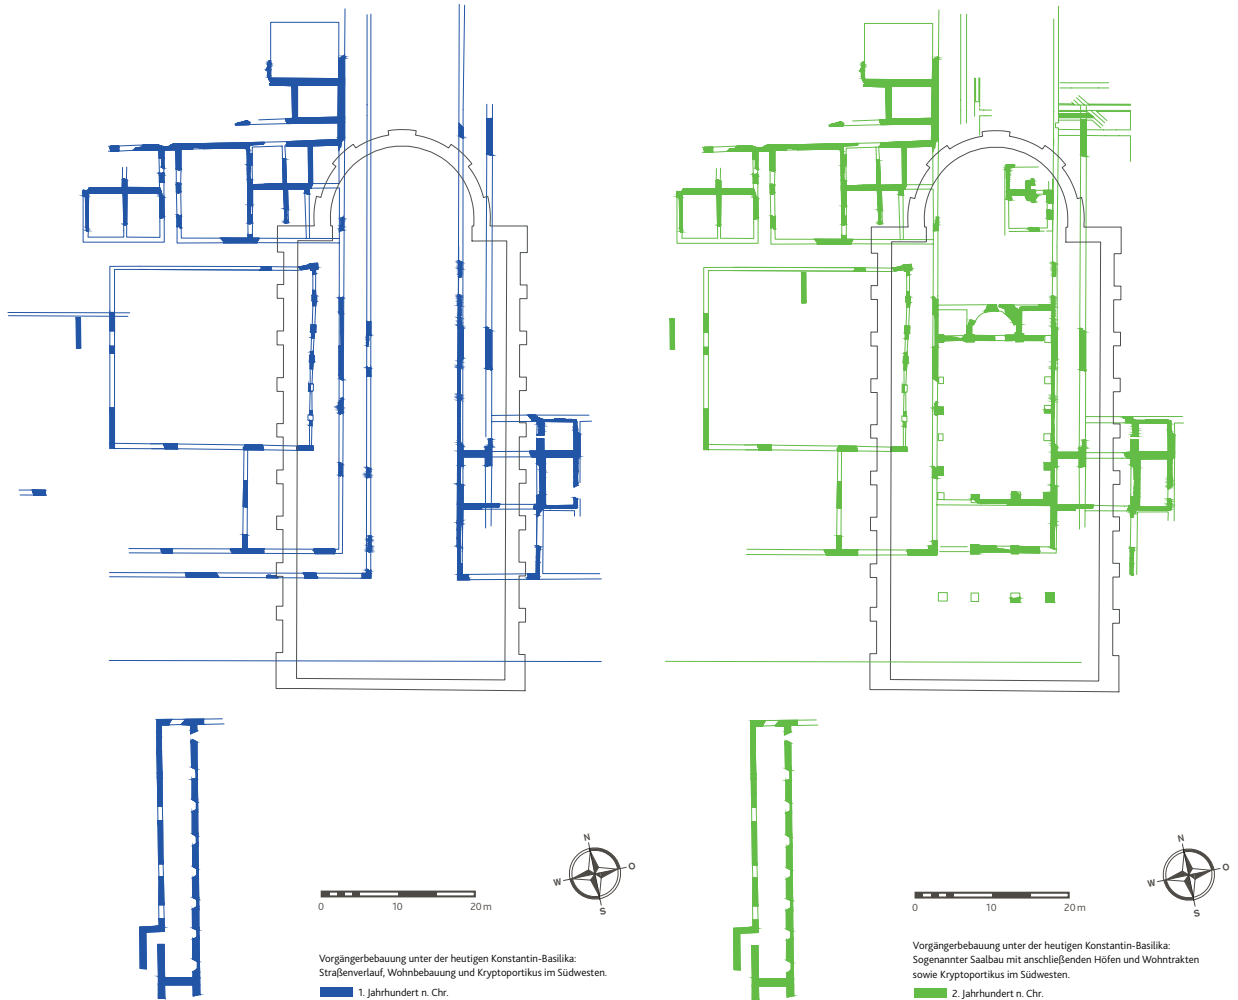 N
W
O
S
0 10 20 m
Vorgängerbebauung unter der heutigen Konstantin-Basilika:
Straßenverlauf, Wohnbebauung und Kryptoportikus im Südwesten.
1. Jahrhundert n. Chr.
N
W
O
S
0 10 20 m
Vorgängerbebauung unter der heutigen Konstantin-Basilika:
Sogenannter Saalbau mit anschließenden Höfen und Wohntrakten
sowie Kryptoportikus im Südwesten.
2. Jahrhundert n. Chr.